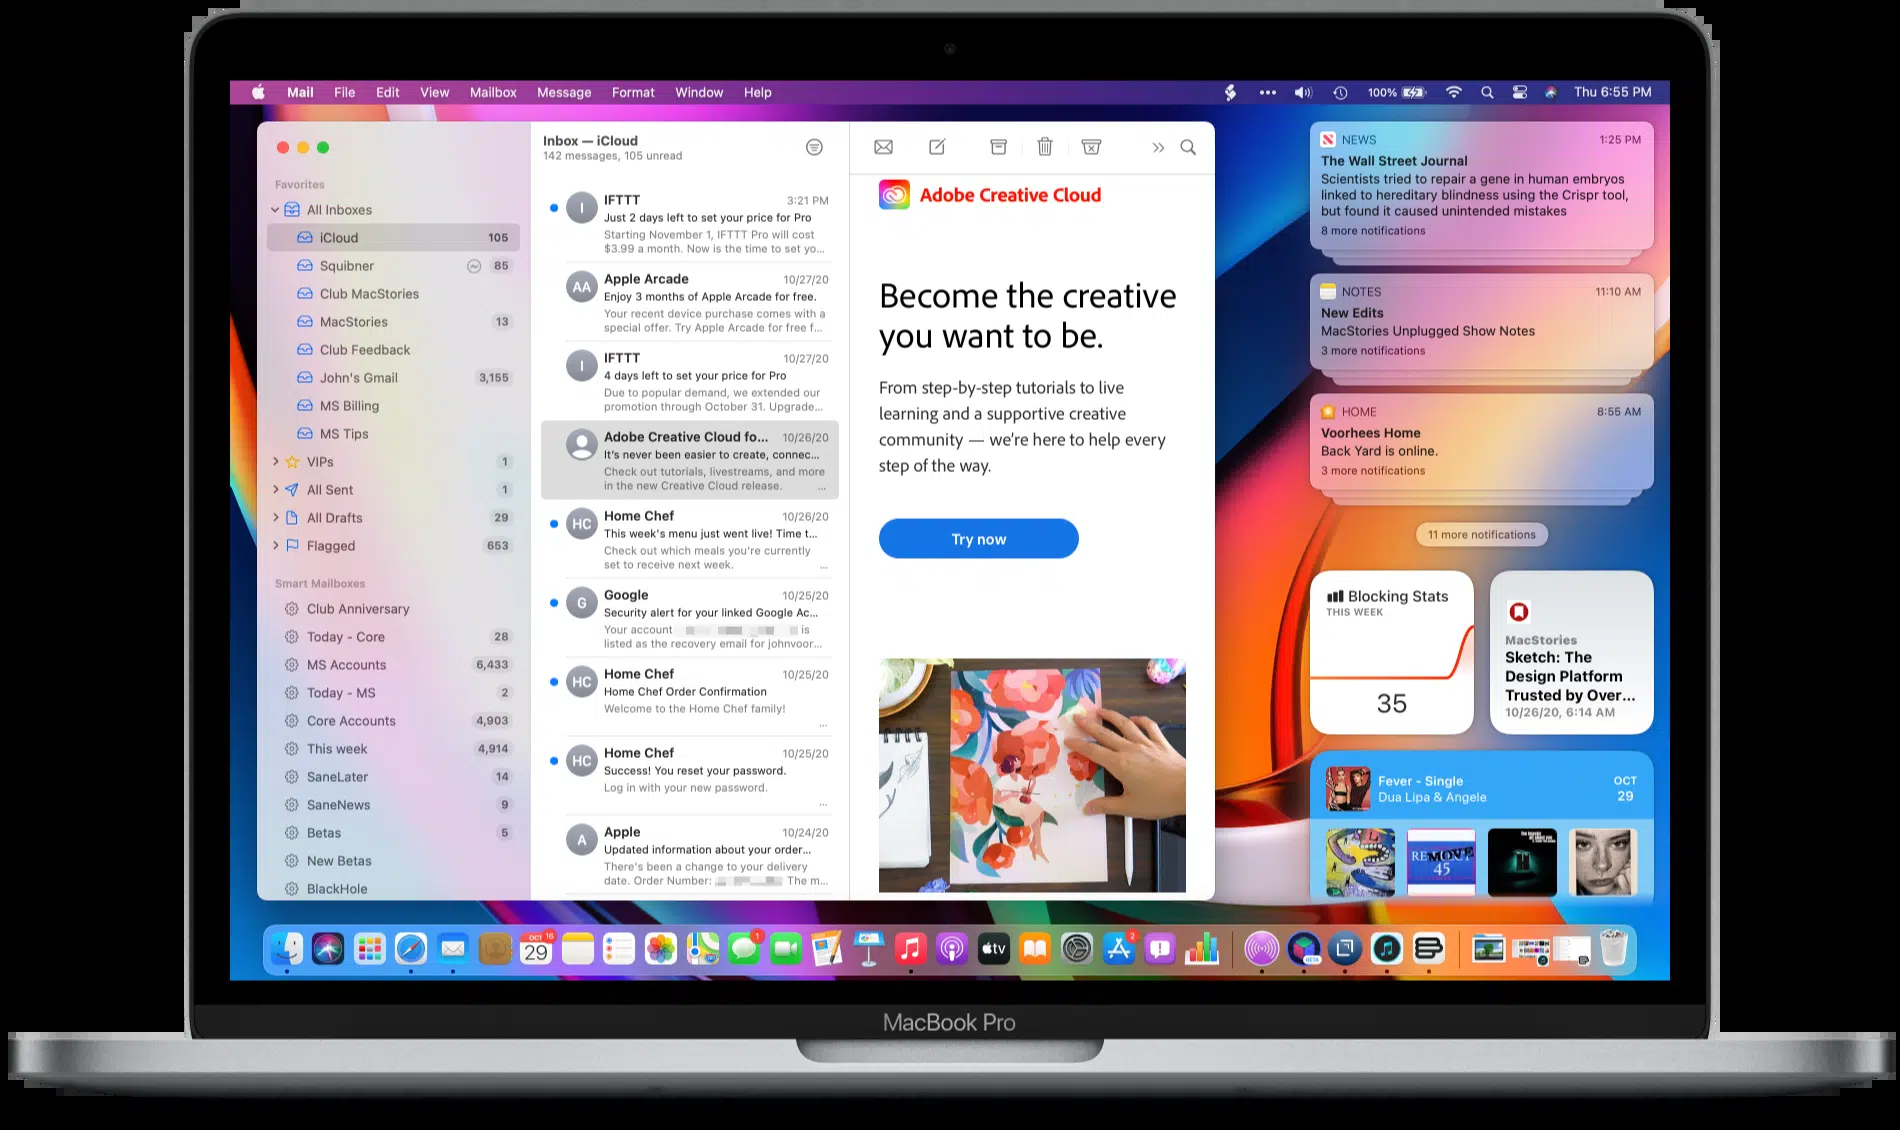 Mail File Edit View Mailbox Message Format Window Help
100%
Thu 6:55 PM
Favorites
All Inboxes
iCloud 105
Squibner 85
Club MacStories
MacStories 13
Club Feedback
John's Gmail 3,155
MS Billing
MS Tips
VIPs 1
All Sent 1
All Drafts 29
Flagged 653
Smart Mailboxes
Club Anniversary
Today - Core 28
MS Accounts 6,433
Today - MS 2
Core Accounts 4,903
This week 4,914
SaneLater 14
SaneNews 9
Betas 5
New Betas
BlackHole
Inbox — iCloud
142 messages, 105 unread
I
IFTTT 3:21 PM
Just 2 days left to set your price for Pro
Starting November 1, IFTTT Pro will cost
$3.99 a month. Now is the time to set yo...
AA
Apple Arcade 10/27/20
Enjoy 3 months of Apple Arcade for free.
Your recent device purchase comes with a
special offer. Try Apple Arcade for free f...
I
IFTTT 10/27/20
4 days left to set your price for Pro
Due to popular demand, we extended our
promotion through October 31. Upgrade...
Adobe Creative Cloud fo... 10/26/20
It's never been easier to create, connec...
Check out tutorials, livestreams, and more
in the new Creative Cloud release. ...
HC
Home Chef 10/26/20
This week's menu just went live! Time t...
Check out which meals you're currently
set to receive next week. ...
G
Google 10/25/20
Security alert for your linked Google Ac...
Your account is
listed as the recovery email for johnvoor...
HC
Home Chef 10/25/20
Home Chef Order Confirmation
Welcome to the Home Chef family!
...
HC
Home Chef 10/25/20
Success! You reset your password.
Log in with your new password.
...
A
Apple 10/24/20
Updated information about your order...
There's been a change to your delivery
date. Order Number: The m...
Adobe Creative Cloud
Become the creative
you want to be.
From step-by-step tutorials to live
learning and a supportive creative
community — we're here to help every
step of the way.
Try now
NEWS 1:25 PM
The Wall Street Journal
Scientists tried to repair a gene in human embryos
linked to hereditary blindness using the Crispr tool,
but found it caused unintended mistakes
8 more notifications
NOTES 11:10 AM
New Edits
MacStories Unplugged Show Notes
3 more notifications
HOME 8:55 AM
Voorhees Home
Back Yard is online.
3 more notifications
11 more notifications
Blocking Stats
THIS WEEK
35
MacStories
Sketch: The
Design Platform
Trusted by Over...
10/26/20, 6:14 AM
Fever - Single
Dua Lipa & Angele
OCT
29
REMOVE
45
OCT 16
29
1
tv
2
BETA
MacBook Pro